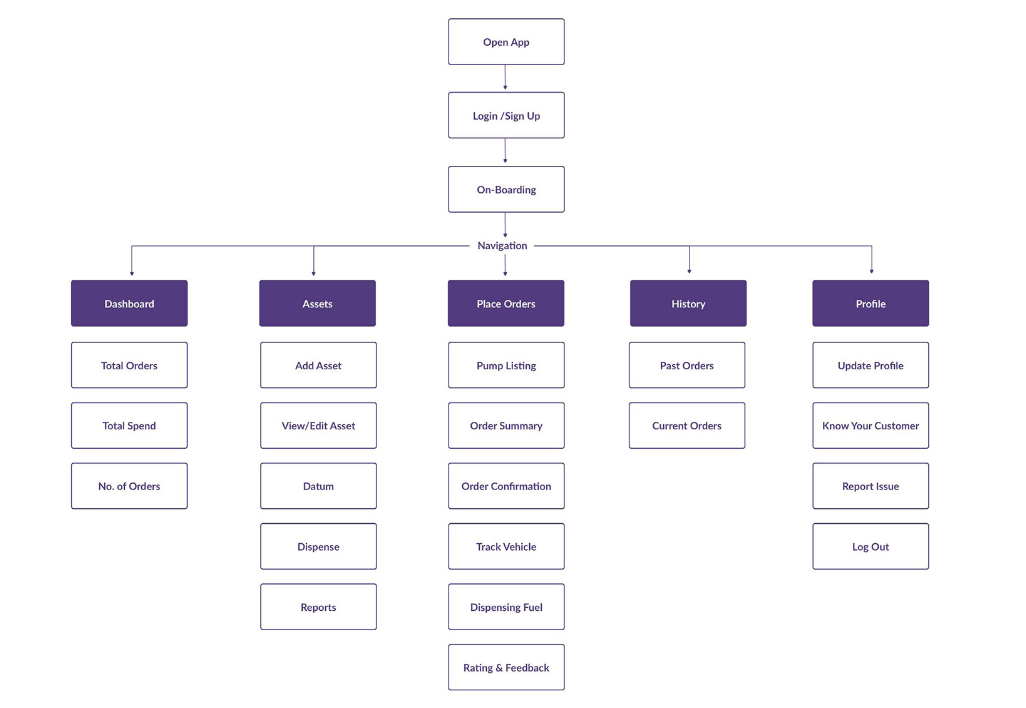 Open App
Login /Sign Up
On-Boarding
Navigation
Dashboard
Assets
Place Orders
History
Profile
Total Orders
Add Asset
Pump Listing
Past Orders
Update Profile
Total Spend
View/Edit Asset
Order Summary
Current Orders
Know Your Customer
No. of Orders
Datum
Order Confirmation
Report Issue
Dispense
Track Vehicle
Log Out
Reports
Dispensing Fuel
Rating & Feedback